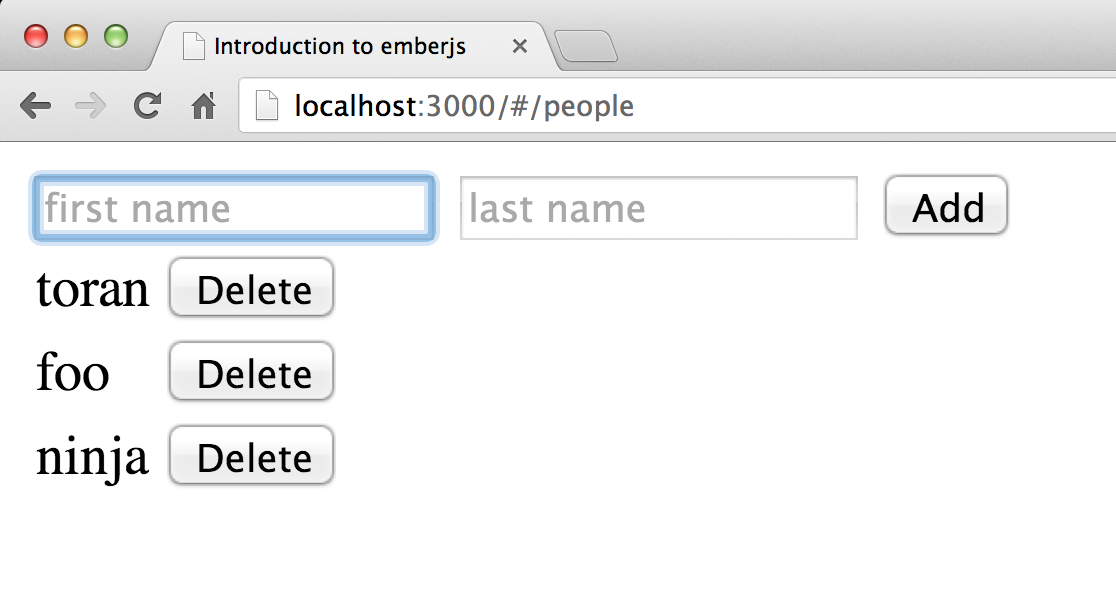 Introduction to emberjs
localhost:3000/#/people
first name last name Add
toran Delete
foo Delete
ninja Delete